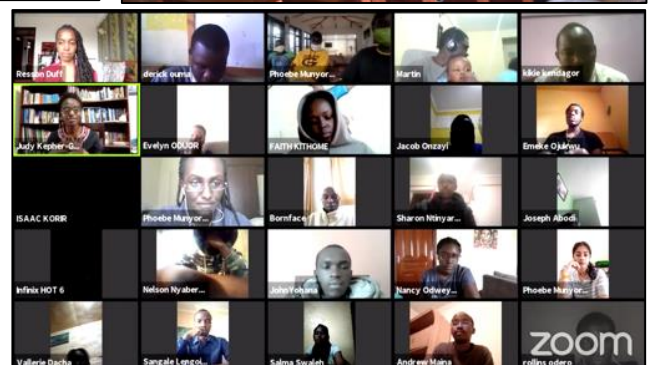 Resson Duff
derick ouma
Phoebe Munyor...
Martin
kikie kendagor
Judy Kepher-G...
Evelyn ODUOR
FAITH KITHOME
Jacob Onzayi
Emeke Ojukwu
ISAAC KORIR
Phoebe Munyor...
Bornface
Sharon Ntinyar...
Joseph Abodi
Infinix HOT 6
Nelson Nyaber...
John Yohana
Nancy Odwey...
Phoebe Munyor...
Vallerie Dacha
Sangale Lengoi...
Salma Swaleh
Andrew Maina
rollins odero
zoom